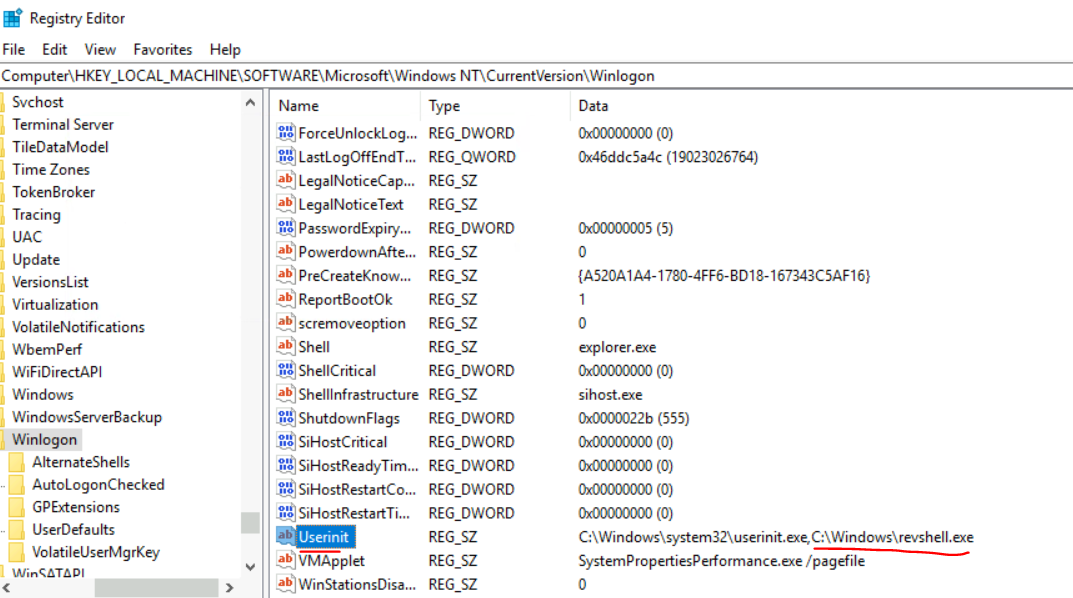 Registry Editor
File Edit View Favorites Help
Computer\HKEY_LOCAL_MACHINE\SOFTWARE\Microsoft\Windows NT\CurrentVersion\Winlogon
Svchost
Terminal Server
TileDataModel
Time Zones
TokenBroker
Tracing
UAC
Update
VersionsList
Virtualization
VolatileNotifications
WbemPerf
WiFiDirectAPI
Windows
WindowsServerBackup
Winlogon
AlternateShells
AutoLogonChecked
GPExtensions
UserDefaults
VolatileUserMgrKey
WinSATAPI
Name Type Data
ForceUnlockLog... REG_DWORD 0x00000000 (0)
LastLogOffEndT... REG_QWORD 0x46ddc5a4c (19023026764)
LegalNoticeCap... REG_SZ
LegalNoticeText REG_SZ
PasswordExpiry... REG_DWORD 0x00000005 (5)
PowerdownAfte... REG_SZ 0
PreCreateKnow... REG_SZ {A520A1A4-1780-4FF6-BD18-167343C5AF16}
ReportBootOk REG_SZ 1
scremoveoption REG_SZ 0
Shell REG_SZ explorer.exe
ShellCritical REG_DWORD 0x00000000 (0)
ShellInfrastructure REG_SZ sihost.exe
ShutdownFlags REG_DWORD 0x0000022b (555)
SiHostCritical REG_DWORD 0x00000000 (0)
SiHostReadyTim... REG_DWORD 0x00000000 (0)
SiHostRestartCo... REG_DWORD 0x00000000 (0)
SiHostRestartTi... REG_DWORD 0x00000000 (0)
Userinit REG_SZ C:\Windows\system32\userinit.exe,C:\Windows\revshell.exe
VMApplet REG_SZ SystemPropertiesPerformance.exe /pagefile
WinStationsDisa... REG_SZ 0